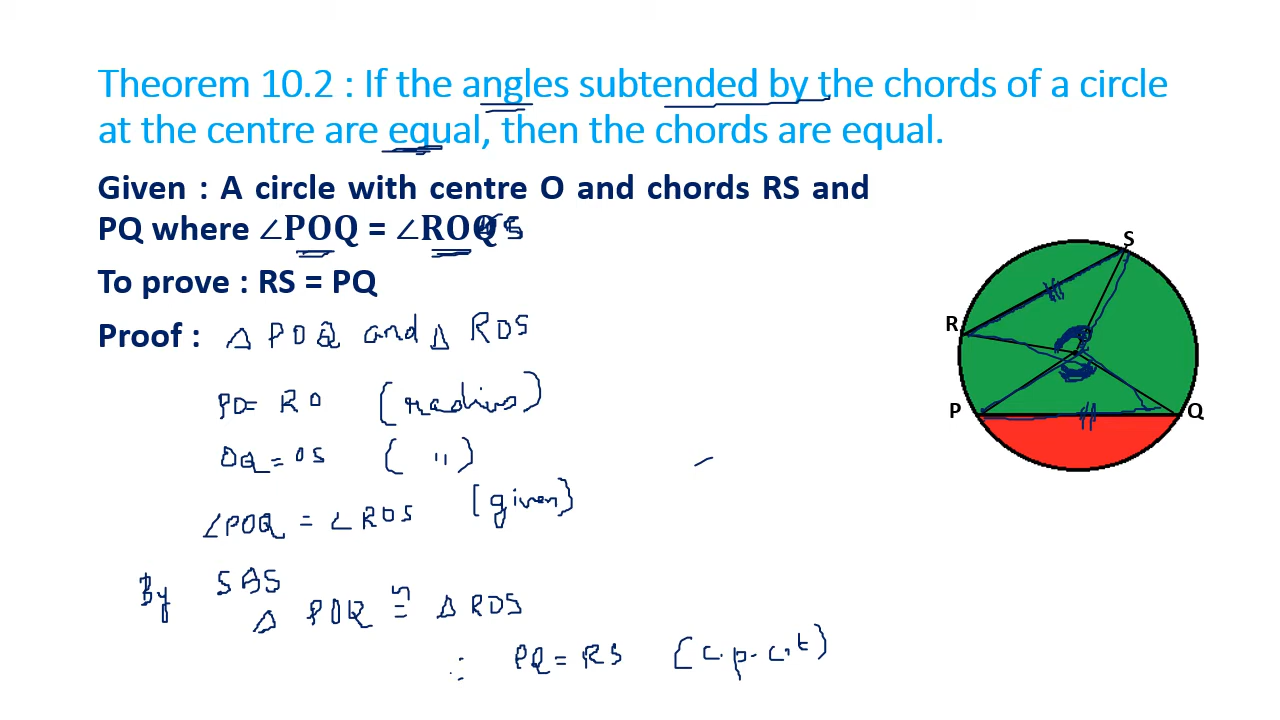 Theorem 10.2 : If the angles subtended by the chords of a circle
at the centre are equal, then the chords are equal.
Given : A circle with centre O and chords RS and
PQ where ∠POQ = ∠ROS
To prove : RS = PQ
Proof : △ POQ and △ ROS
PO = RO (radius)
OQ = OS ( 〃 )
∠POQ = ∠ROS (given)
By SAS
△ POQ ≅ △ ROS
∴ PQ = RS (c.p.c.t)
S
R
O
P
Q